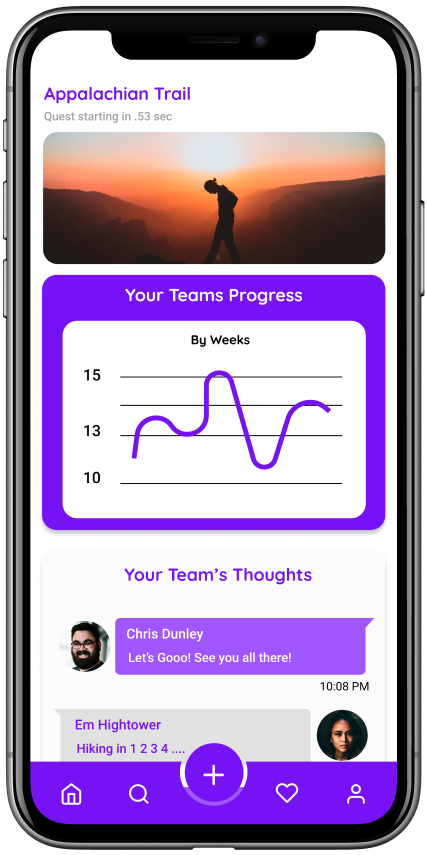 Appalachian Trail
Quest starting in .53 sec
Your Teams Progress
By Weeks
15
13
10
Your Team's Thoughts
Chris Dunley
Let's Gooo! See you all there!
10:08 PM
Em Hightower
Hiking in 1 2 3 4 ....